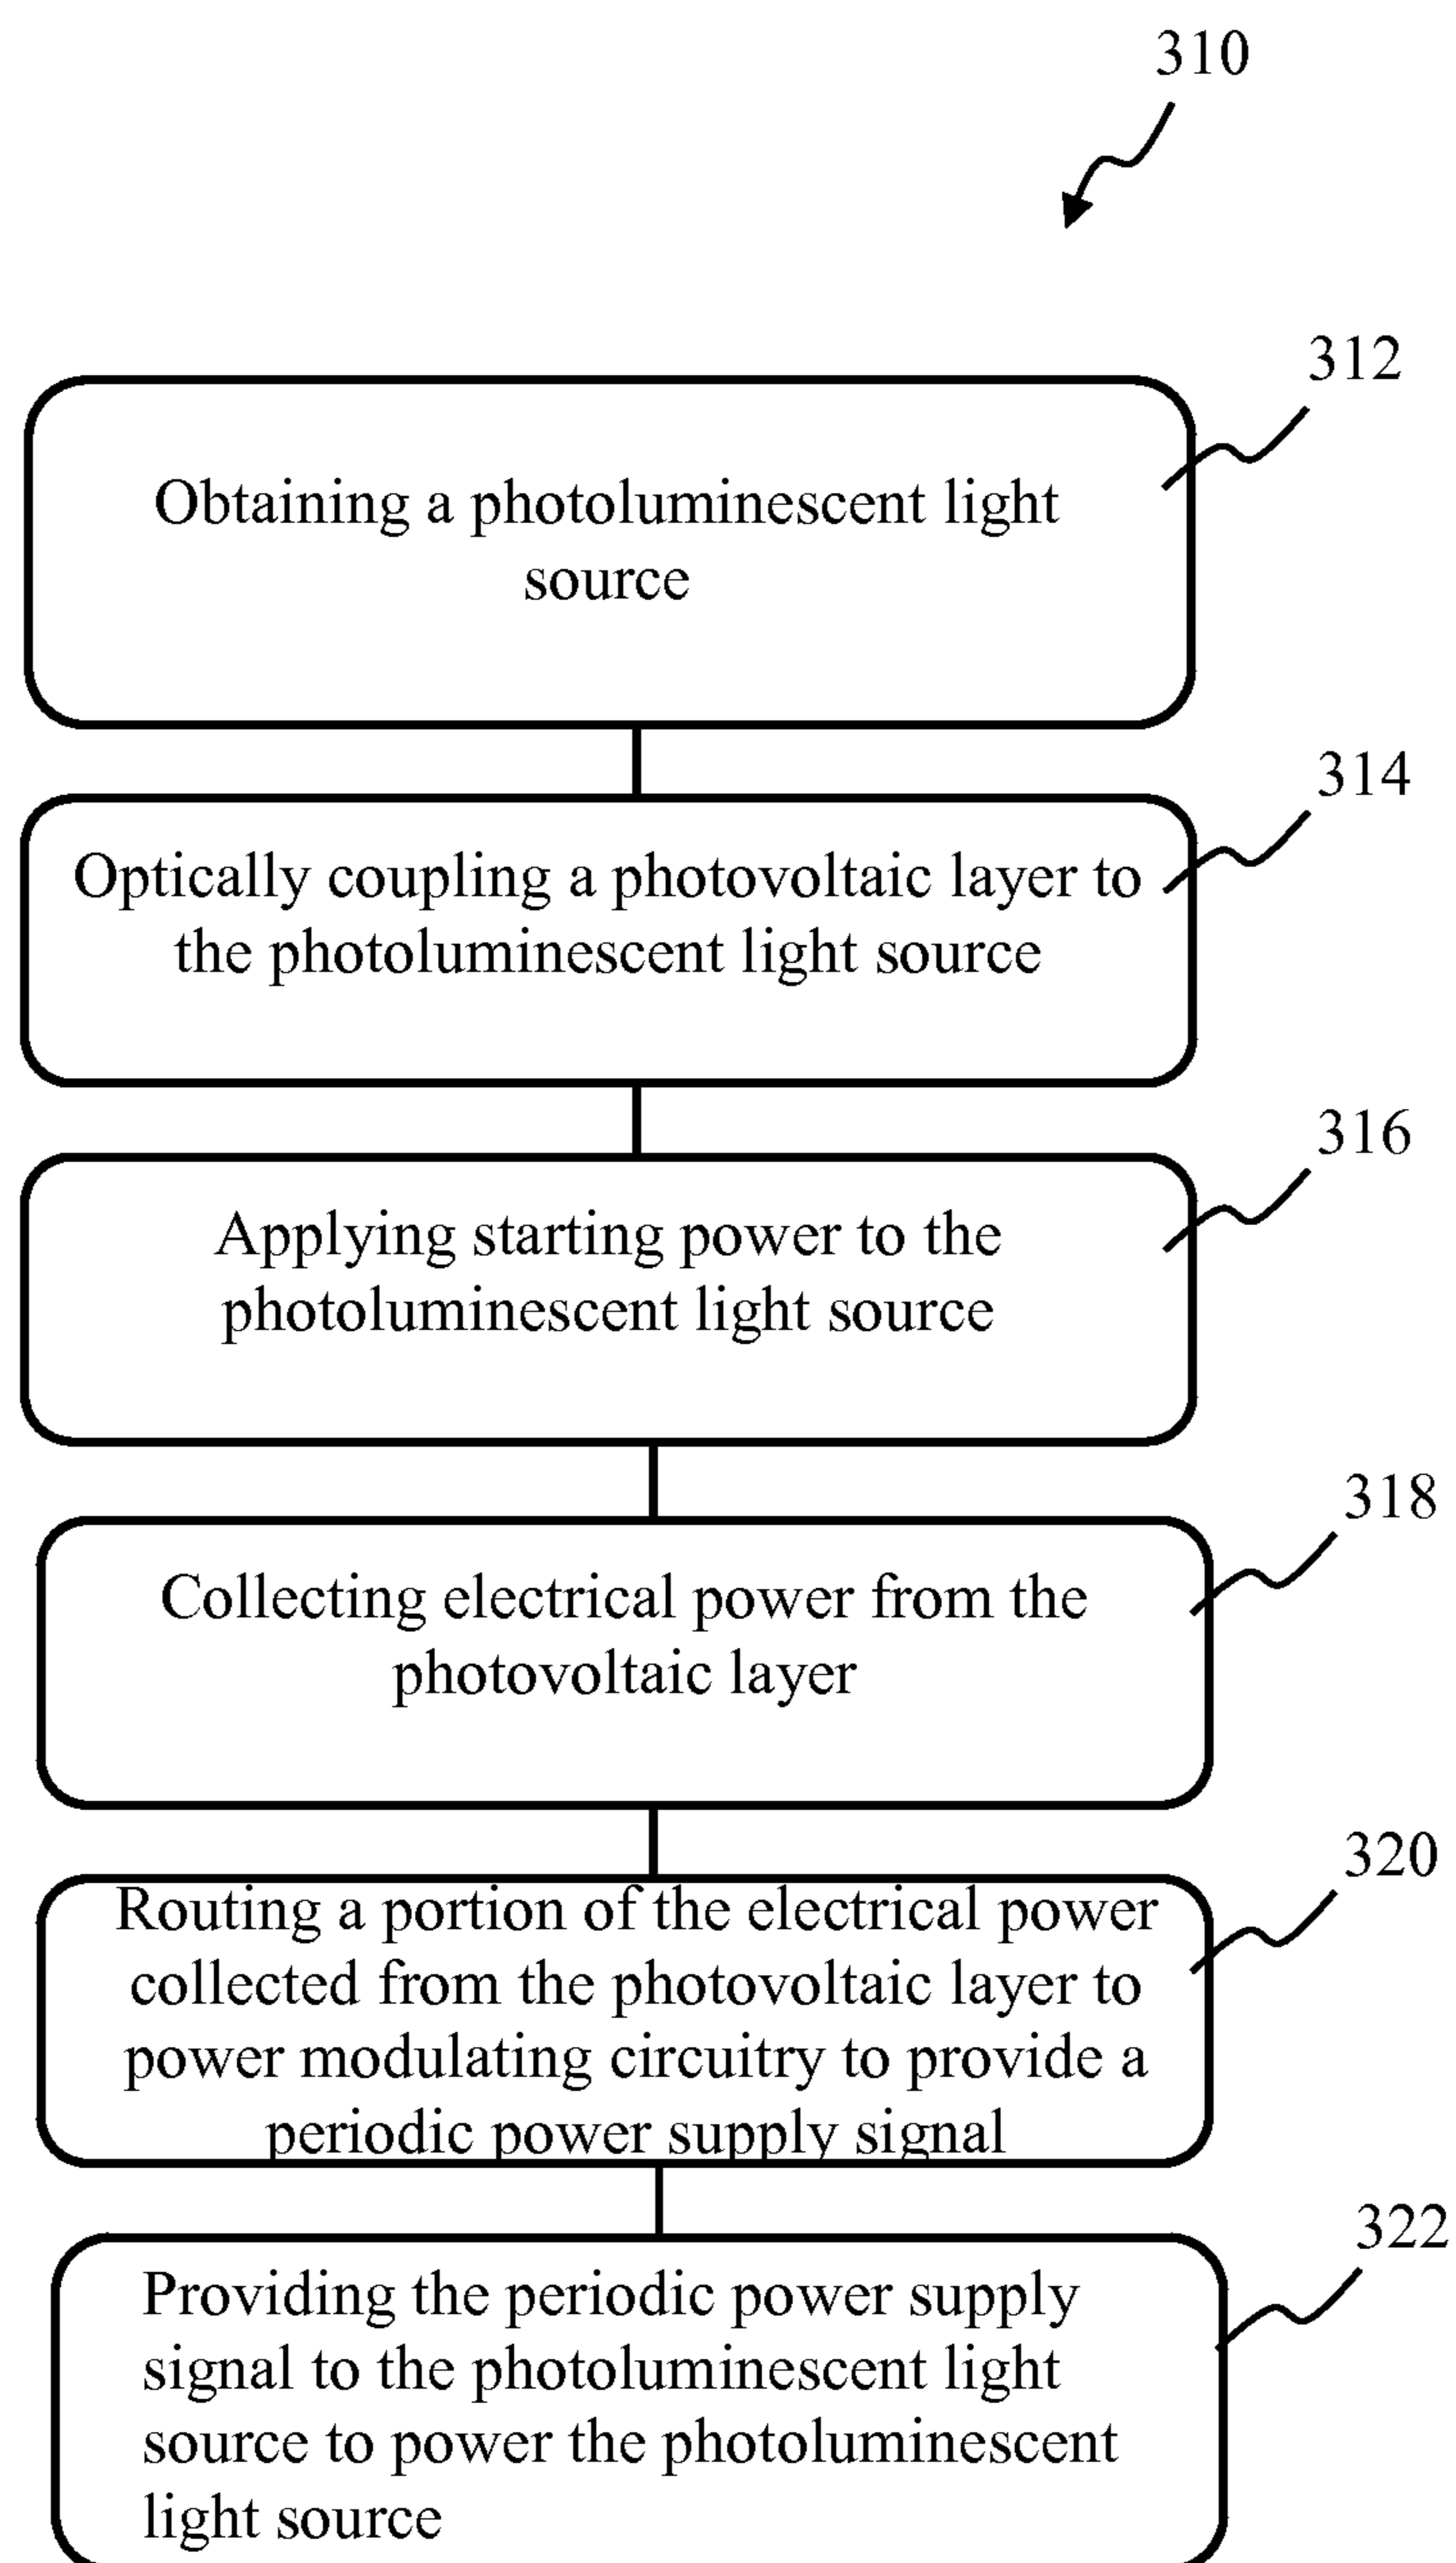 310
312
Obtaining a photoluminescent light
source
314
Optically coupling a photovoltaic layer to
the photoluminescent light source
316
Applying starting power to the
photoluminescent light source
318
Collecting electrical power from the
photovoltaic layer
320
Routing a portion of the electrical power
collected from the photovoltaic layer to
power modulating circuitry to provide a
periodic power supply signal
322
Providing the periodic power supply
signal to the photoluminescent light
source to power the photoluminescent
light source